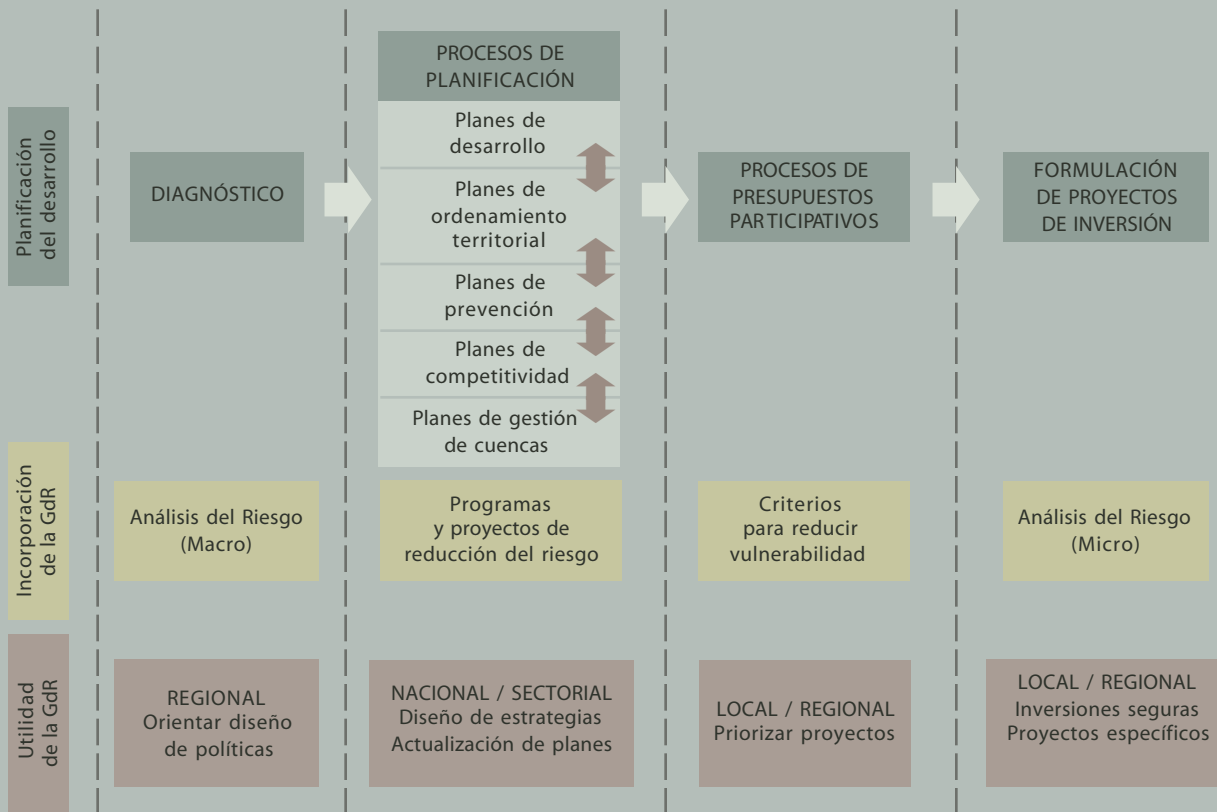 Planificación
del desarrollo
DIAGNÓSTICO
PROCESOS DE
PLANIFICACIÓN
Planes de
desarrollo
Planes de
ordenamiento
territorial
Planes de
prevención
Planes de
competitividad
Planes de gestión
de cuencas
PROCESOS DE
PRESUPUESTOS
PARTICIPATIVOS
FORMULACIÓN
DE PROYECTOS
DE INVERSIÓN
Incorporación
de la GdR
Análisis del Riesgo
(Macro)
Programas
y proyectos de
reducción del riesgo
Criterios
para reducir
vulnerabilidad
Análisis del Riesgo
(Micro)
Utilidad
de la GdR
REGIONAL
Orientar diseño
de políticas
NACIONAL / SECTORIAL
Diseño de estrategias
Actualización de planes
LOCAL / REGIONAL
Priorizar proyectos
LOCAL / REGIONAL
Inversiones seguras
Proyectos específicos